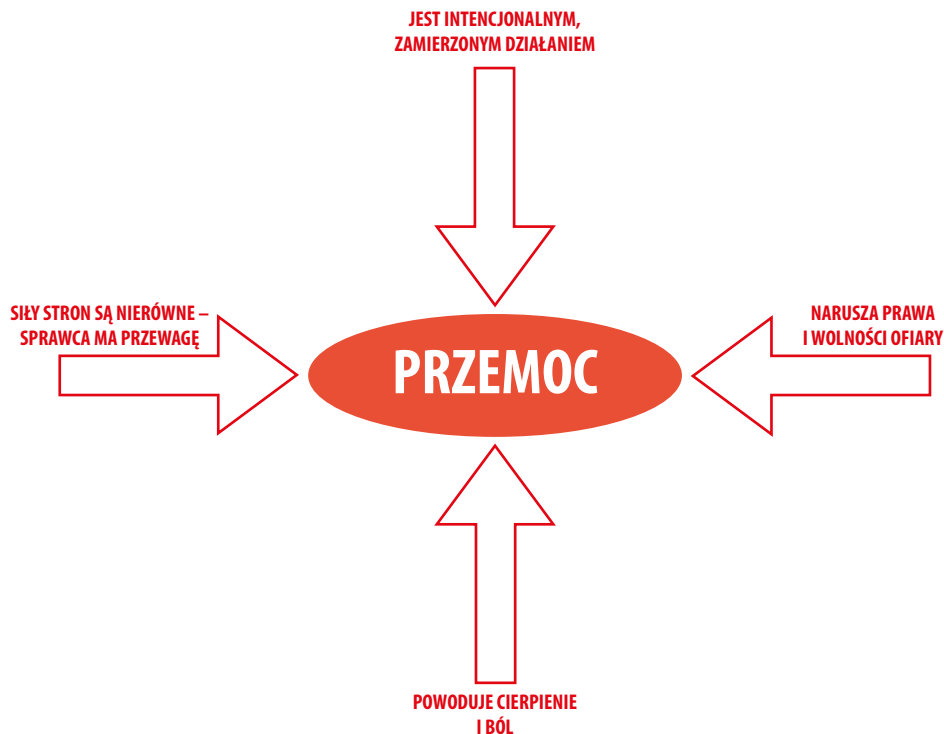 JEST INTENCJONALNYM,
ZAMIERZONYM DZIAŁANIEM
SIŁY STRON SĄ NIERÓWNE –
SPRAWCA MA PRZEWAGĘ
PRZEMOC
NARUSZA PRAWA
I WOLNOŚCI OFIARY
POWODUJE CIERPIENIE
I BÓL